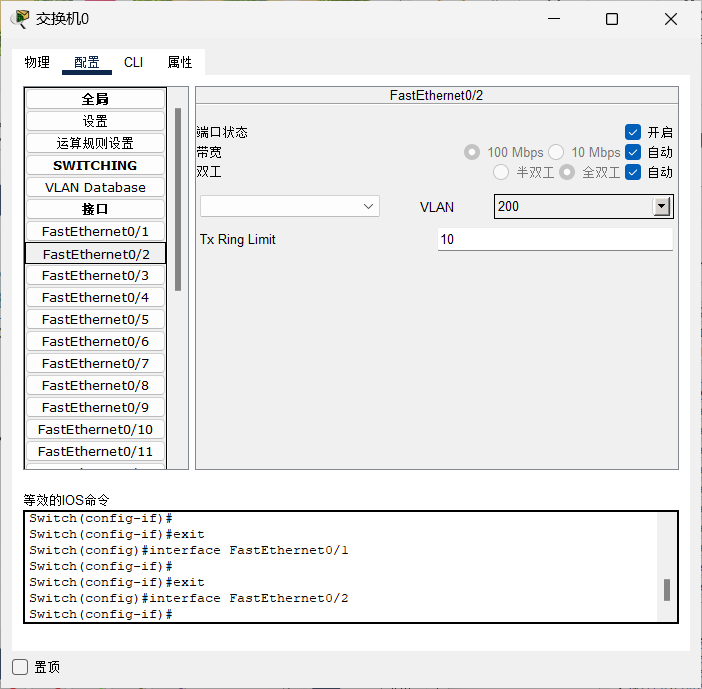 交换机0
物理 配置 CLI 属性
全局
设置
运算规则设置
SWITCHING
VLAN Database
接口
FastEthernet0/1
FastEthernet0/2
FastEthernet0/3
FastEthernet0/4
FastEthernet0/5
FastEthernet0/6
FastEthernet0/7
FastEthernet0/8
FastEthernet0/9
FastEthernet0/10
FastEthernet0/11
FastEthernet0/2
端口状态 开启
带宽 100 Mbps 10 Mbps 自动
双工 半双工 全双工 自动
VLAN 200
Tx Ring Limit 10
等效的IOS命令
Switch(config-if)#
Switch(config-if)#exit
Switch(config)#interface FastEthernet0/1
Switch(config-if)#
Switch(config-if)#exit
Switch(config)#interface FastEthernet0/2
Switch(config-if)#
置顶